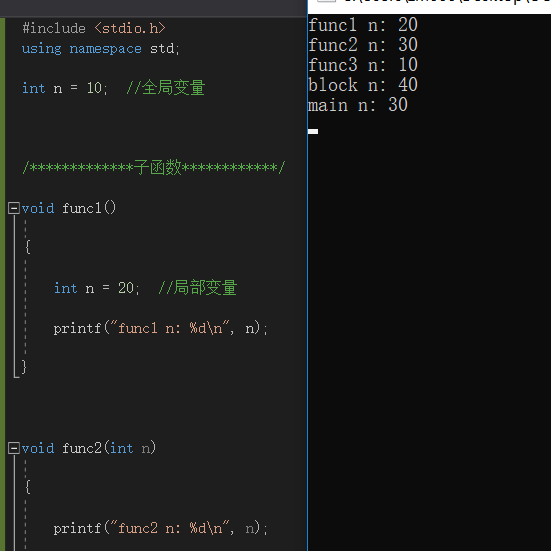 #include <stdio.h>
using namespace std;
int n = 10;  //全局变量
/*************子函数************/
void func1()
{
int n = 20;  //局部变量
printf("func1 n: %d\n", n);
}
void func2(int n)
{
printf("func2 n: %d\n", n);
func1 n: 20
func2 n: 30
func3 n: 10
block n: 40
main n: 30